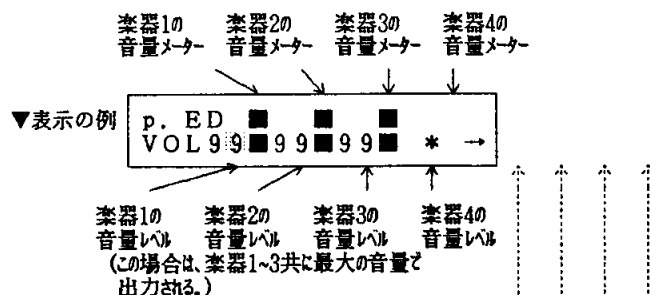 楽器1の 楽器2の 楽器3の 楽器4の
音量メーター 音量メーター 音量メーター 音量メーター
▼表示の例
p. ED ■ ■ ■
VOL99■99■99■ * →
楽器1の 楽器2の 楽器3の 楽器4の
音量レベル 音量レベル 音量レベル 音量レベル
(この場合は、楽器1~3共に最大の音量で
出力される。)